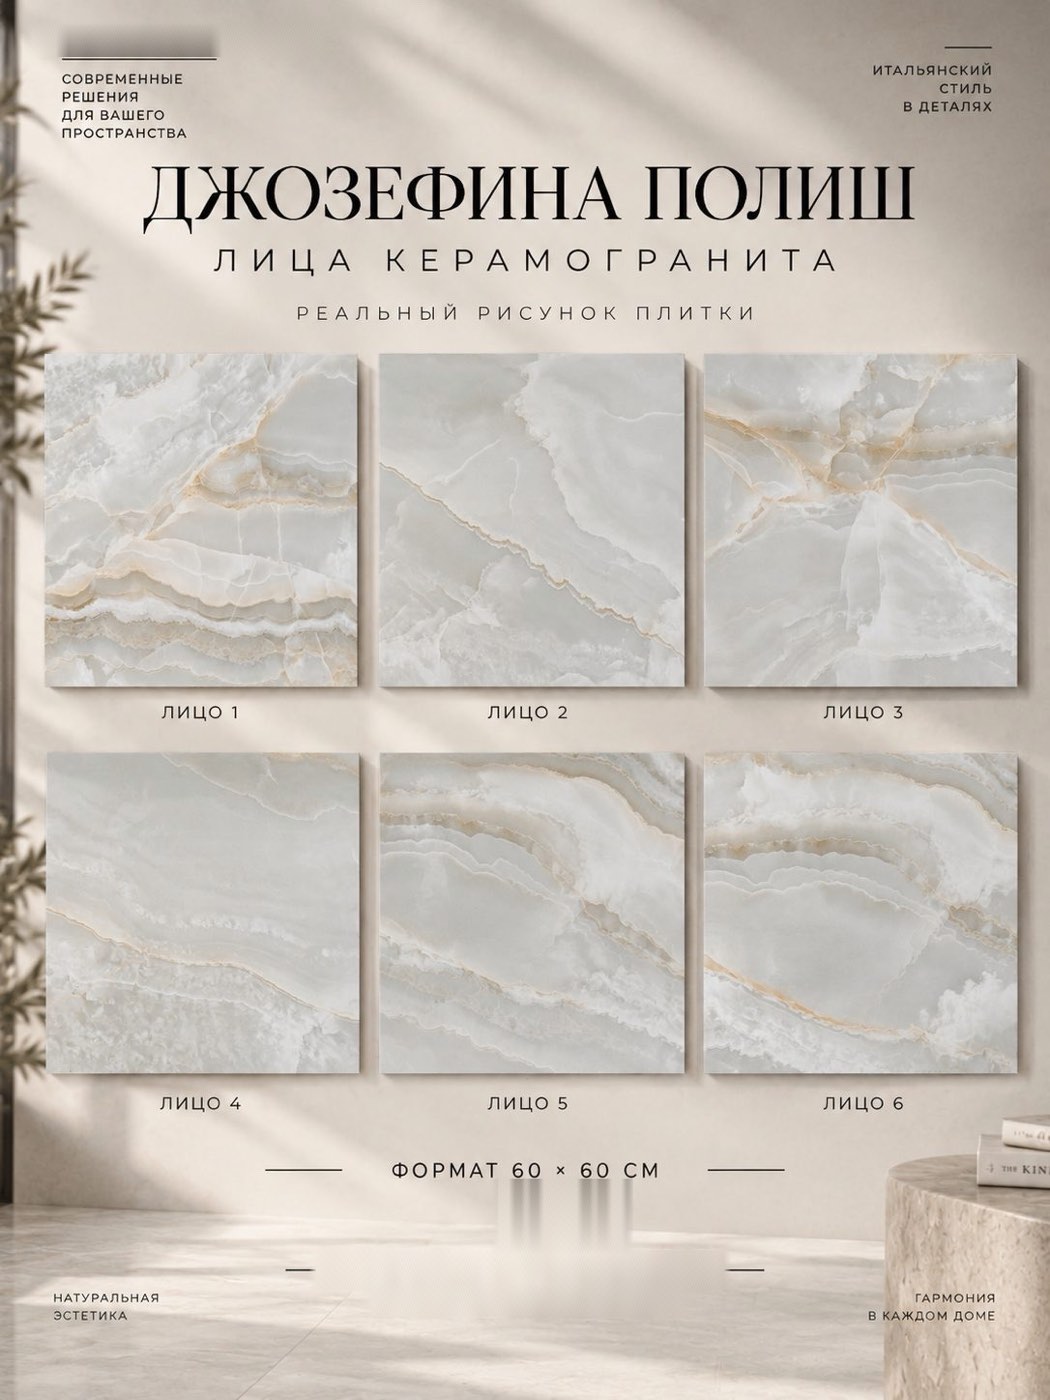 СОВРЕМЕННЫЕ
РЕШЕНИЯ
ДЛЯ ВАШЕГО
ПРОСТРАНСТВА
ИТАЛЬЯНСКИЙ
СТИЛЬ
В ДЕТАЛЯХ
ДЖОЗЕФИНА ПОЛИШ
ЛИЦА КЕРАМОГРАНИТА
РЕАЛЬНЫЙ РИСУНОК ПЛИТКИ
ЛИЦО 1
ЛИЦО 2
ЛИЦО 3
ЛИЦО 4
ЛИЦО 5
ЛИЦО 6
ФОРМАТ 60 × 60 СМ
THE KIN
НАТУРАЛЬНАЯ
ЭСТЕТИКА
ГАРМОНИЯ
В КАЖДОМ ДОМЕ